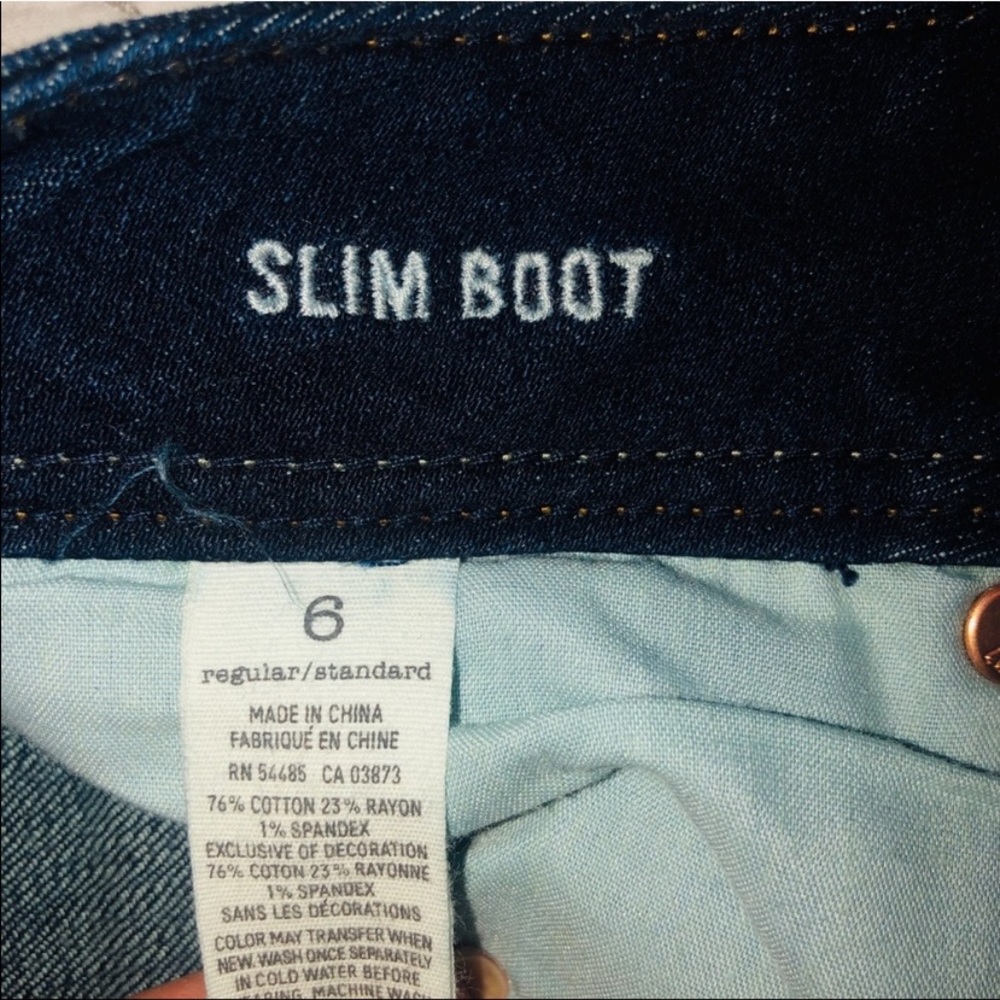 SLIM BOOT
6
regular/standard
MADE IN CHINA
FABRIQUÉ EN CHINE
RN 54485 CA 03873
76% COTTON 23% RAYON
1% SPANDEX
EXCLUSIVE OF DECORATION
76% COTON 23% RAYONNE
1% SPANDEX
SANS LES DÉCORATIONS
COLOR MAY TRANSFER WHEN
NEW. WASH ONCE SEPARATELY
IN COLD WATER BEFORE
MACHINE